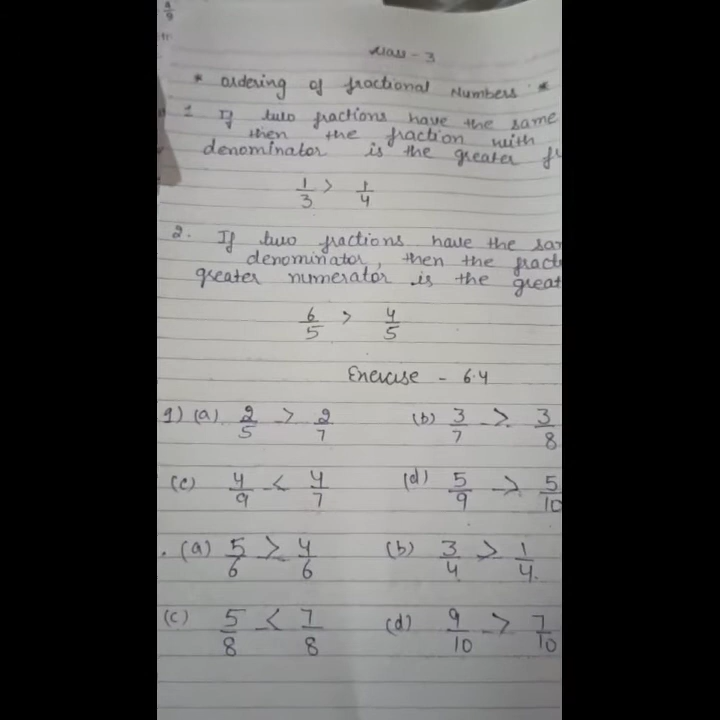 Class - 3
* ordering of fractional Numbers *
1 If two fractions have the same
then the fraction with
denominator is the greater
1/3 > 1/4
2. If two fractions have the
denominator, then the
greater numerator is the
6/5 > 4/5
Exercise - 6.4
1) (a) 2/5 > 2/7 (b) 3/7 > 3/8
(c) 4/9 < 4/7 (d) 5/9 > 5/10
. (a) 5/6 > 4/6 (b) 3/4 > 1/4.
(c) 5/8 < 7/8 (d) 9/10 > 7/10